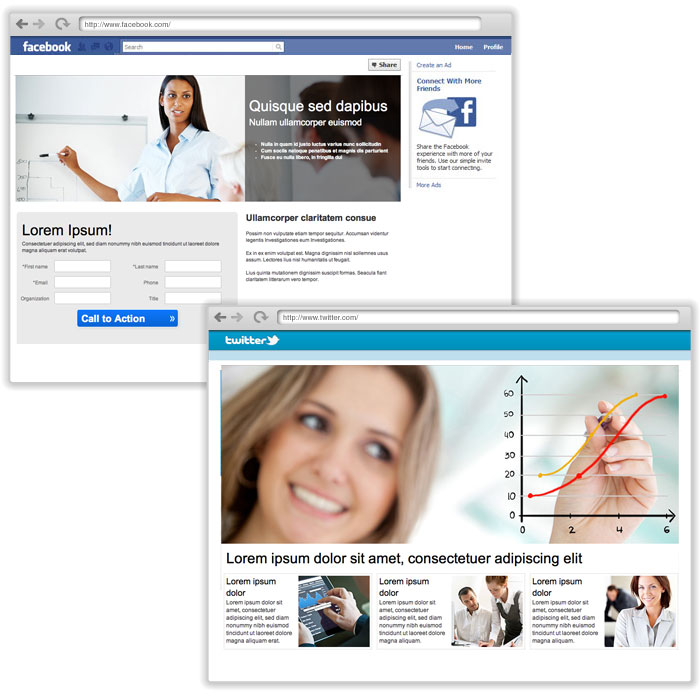 http://www.facebook.com/
facebook
Search
Home
Profile
Share
Create an Ad
Connect With More
Friends
Share the Facebook
experience with more of your
friends. Use our simple invite
tools to start connecting.
More Ads
Quisque sed dapibus
Nullam ullamcorper euismod
- Nulla in quam id justo luctus varius nunc sollicitudin
- Cum sociis natoque penatibus et magnis dis parturient
- Fusce eu nulla libero, in fringilla dui
Lorem Ipsum!
Consectetuer adipiscing elit, sed diam nonummy nibh euismod tincidunt ut laoreet dolore
magna aliquam erat volutpat.
*First name
*Last name
*Email
Phone
Organization
Title
Call to Action »
Ullamcorper claritatem consue
Possim non vulputate etiam tempor sequitur. Accumsan videntur
legentis Investigationes eum Investigationes.
Ex in ex enim volutpat est. Magna dignissim nisl sollemnes usus
assum. Lectores lius nisl humanitatis ut feugait.
Lius quinta mutationem dignissim suscipit formas. Seacula fiant
claritatem litterarum vero tempor.
http://www.twitter.com/
twitter
60
50
40
30
20
10
0
0 2 4 6
Lorem ipsum dolor sit amet, consectetuer adipiscing elit
Lorem ipsum
dolor
Lorem ipsum dolor
sit amet, sed diam
nonummy nibh euismod
tincidunt ut laoreet dolore
magna aliquam erat.
Lorem ipsum
dolor
Lorem ipsum dolor
sit amet, sed diam
nonummy nibh euismod
tincidunt ut laoreet dolore
magna aliquam erat volut.
Lorem ipsum
dolor
Lorem ipsum dolor
sit amet, sed diam
nonummy nibh euismod
tincidunt ut laoreet dolore
magna aliquam erat volut.